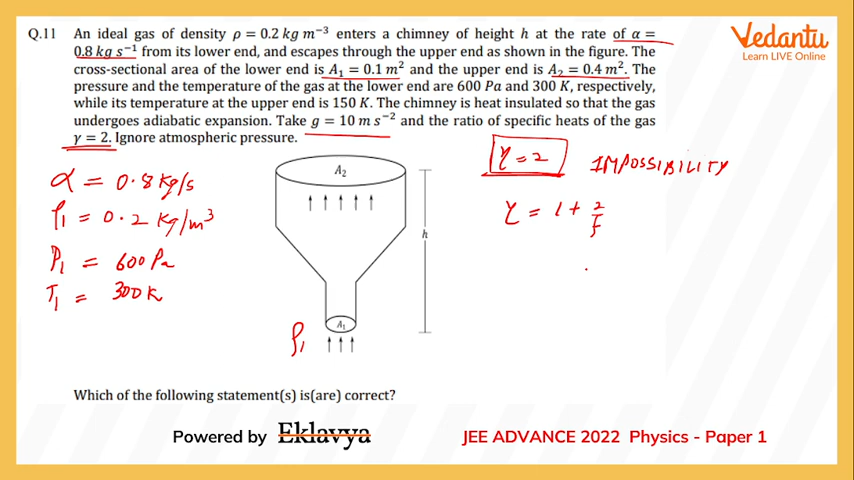 Q.11 An ideal gas of density ρ = 0.2 kg m⁻³ enters a chimney of height h at the rate of α =
0.8 kg s⁻¹ from its lower end, and escapes through the upper end as shown in the figure. The
cross-sectional area of the lower end is A₁ = 0.1 m² and the upper end is A₂ = 0.4 m². The
pressure and the temperature of the gas at the lower end are 600 Pa and 300 K, respectively,
while its temperature at the upper end is 150 K. The chimney is heat insulated so that the gas
undergoes adiabatic expansion. Take g = 10 m s⁻² and the ratio of specific heats of the gas
γ = 2. Ignore atmospheric pressure.
Vedantu
Learn LIVE Online
α = 0.8 kg/s
ρ₁ = 0.2 kg/m³
P₁ = 600 Pa
T₁ = 300 K
A₂
h
A₁
ρ₁
γ = 2 IMPOSSIBILITY
γ = 1 + 2/f
Which of the following statement(s) is(are) correct?
Powered by Eklavya
JEE ADVANCE 2022 Physics - Paper 1